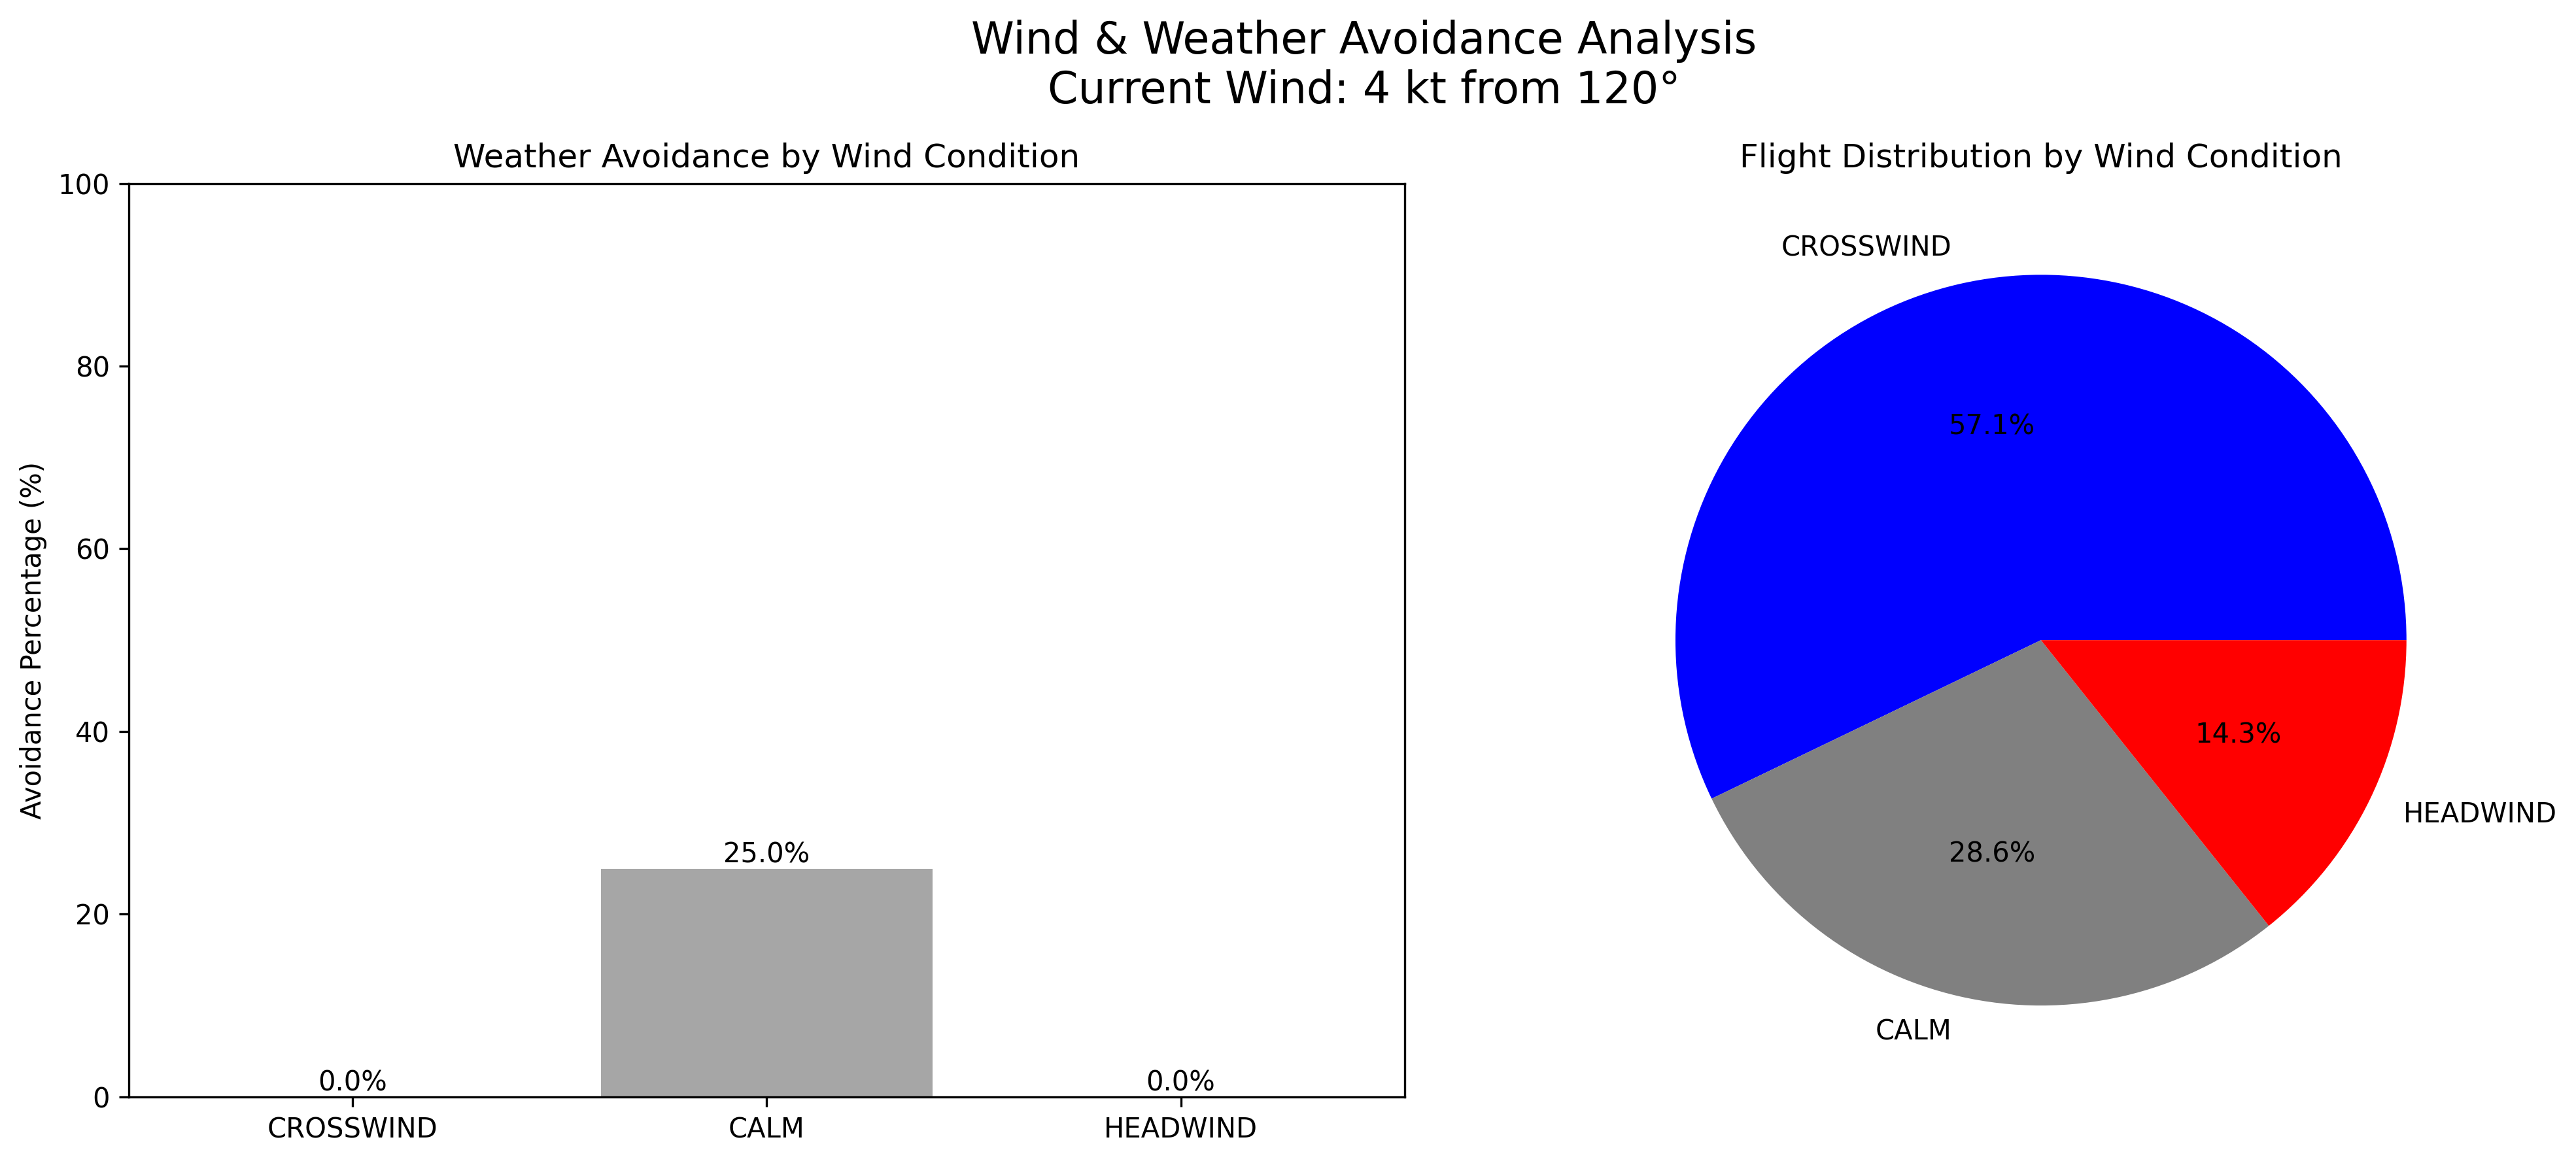 Wind & Weather Avoidance Analysis
Current Wind: 4 kt from 120°
Weather Avoidance by Wind Condition
Avoidance Percentage (%)
100
80
60
40
20
0
0.0%
25.0%
0.0%
CROSSWIND
CALM
HEADWIND
Flight Distribution by Wind Condition
CROSSWIND
57.1%
14.3%
HEADWIND
28.6%
CALM